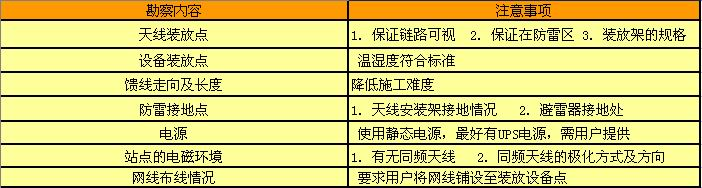 勘察内容 注意事项
天线装放点 1. 保证链路可视 2. 保证在防雷区 3. 装放架的规格
设备装放点 温湿度符合标准
馈线走向及长度 降低施工难度
防雷接地点 1. 天线安装架接地情况 2. 避雷器接地处
电源 使用静态电源，最好有UPS电源，需用户提供
站点的电磁环境 1. 有无同频天线 2. 同频天线的极化方式及方向
网线布线情况 要求用户将网线铺设至装放设备点